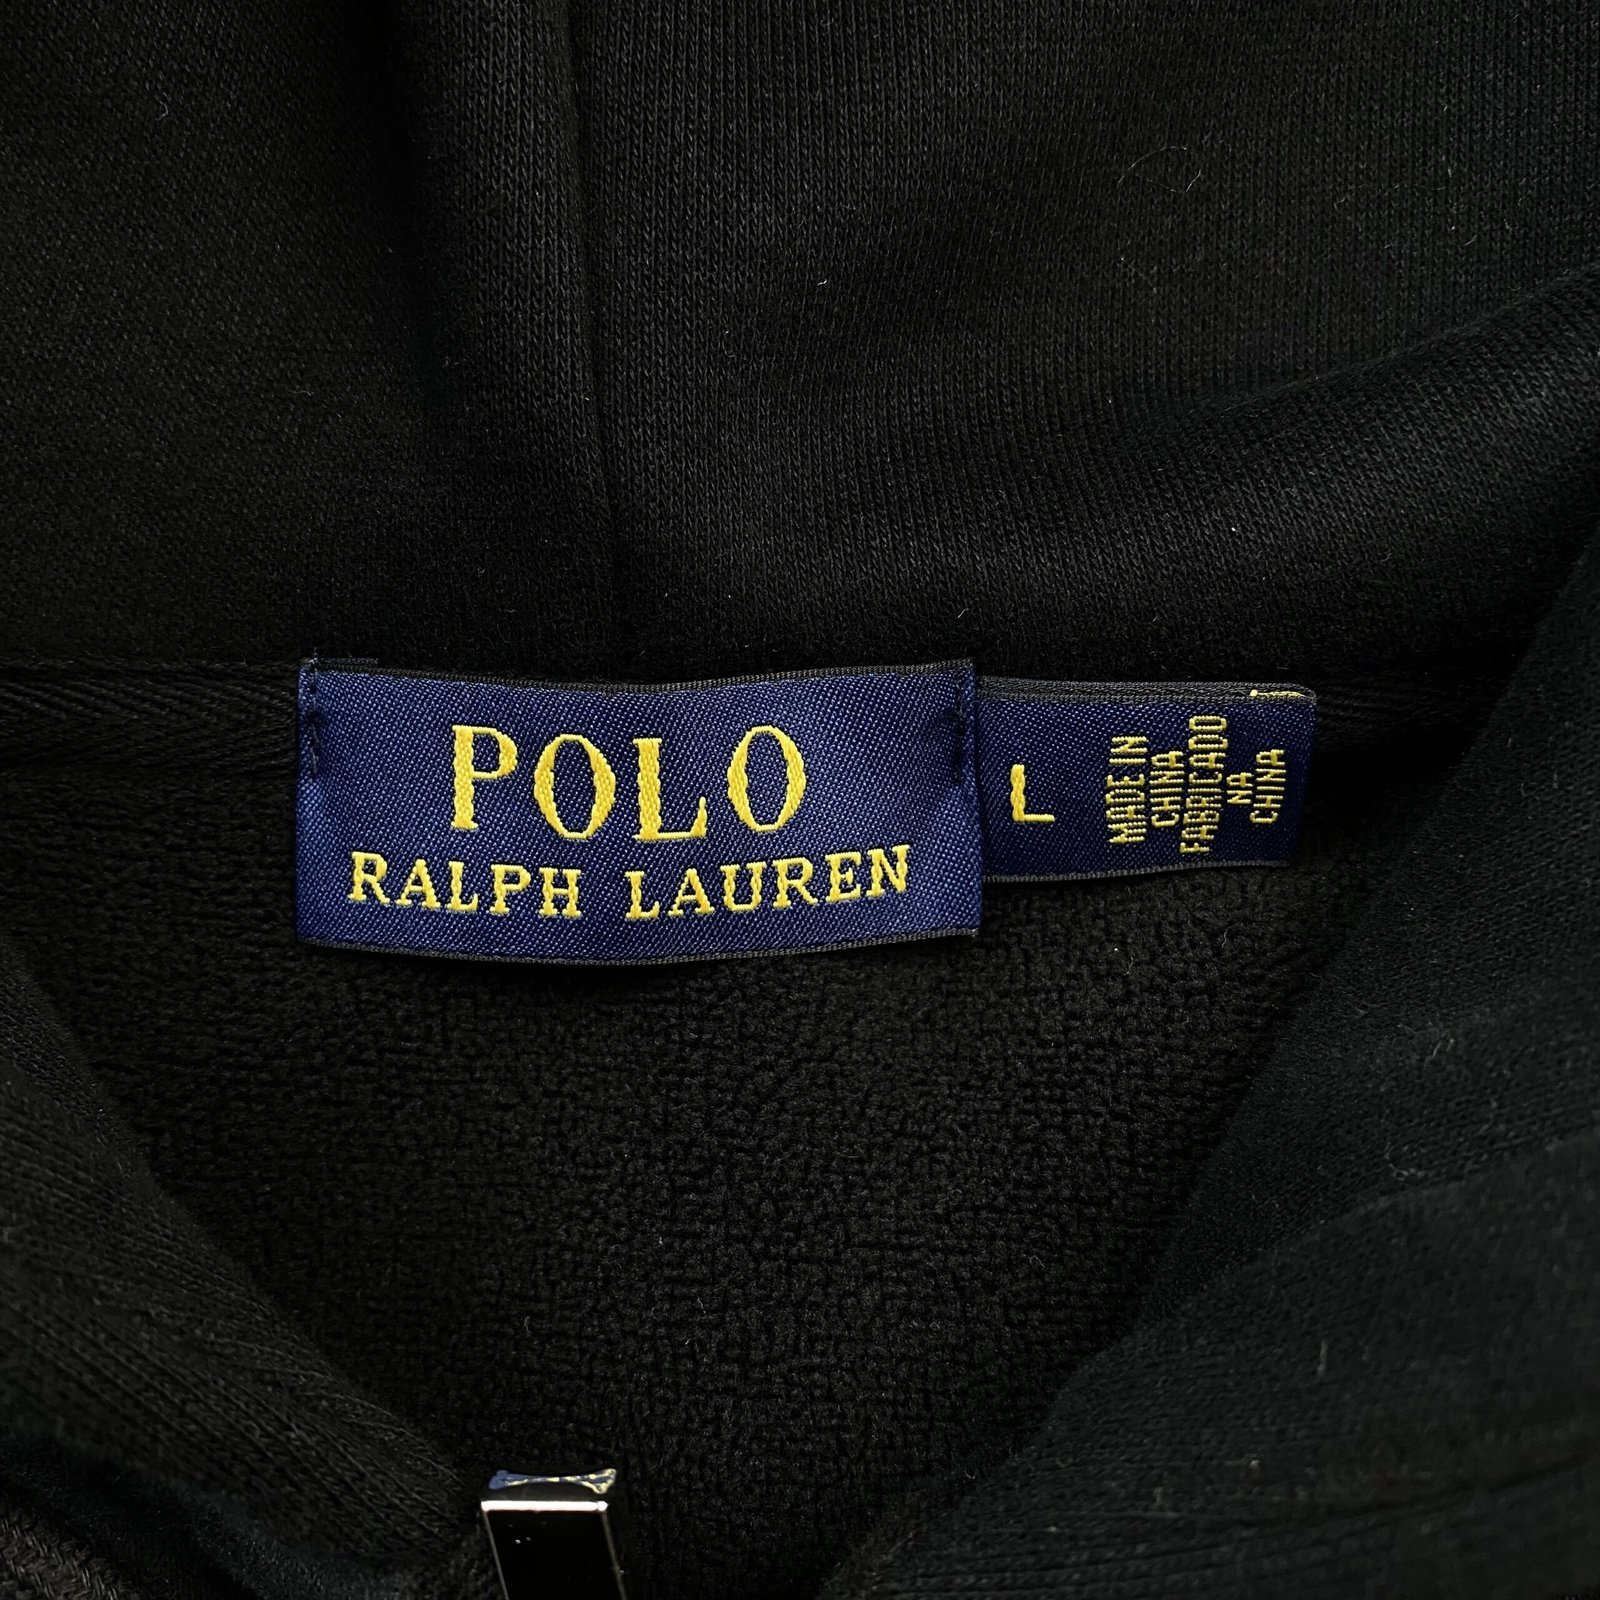 POLO
RALPH LAUREN
L
MADE IN
CHINA
FABRICADO
NA
CHINA